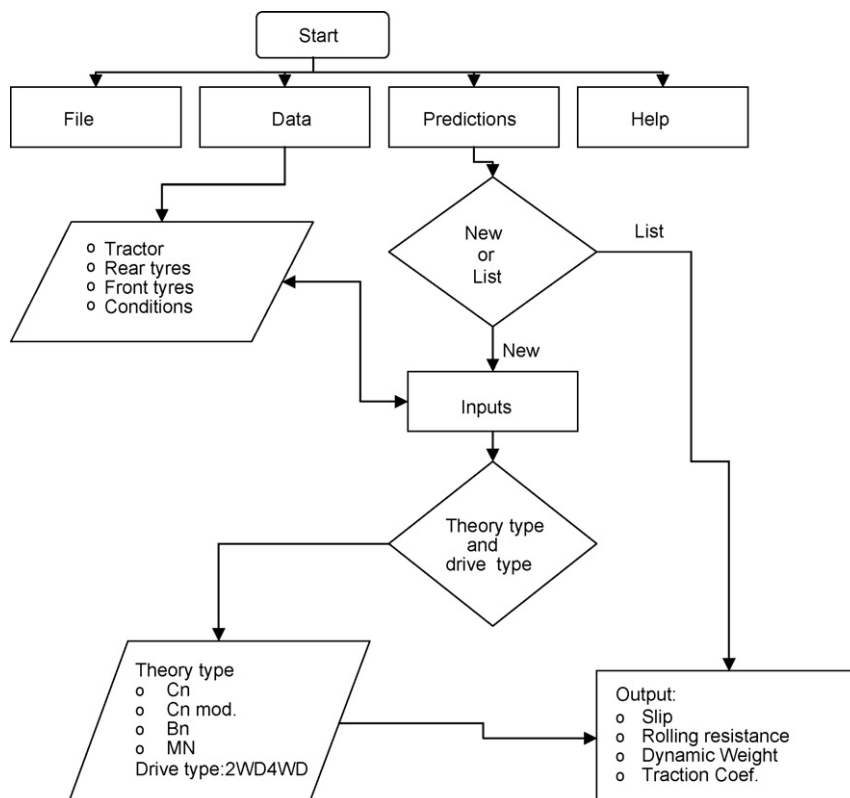 Start
File
Data
Predictions
Help
o Tractor
o Rear tyres
o Front tyres
o Conditions
New
or
List
List
New
Inputs
Theory type
and
drive type
Theory type
o Cn
o Cn mod.
o Bn
o MN
Drive type:2WD4WD
Output:
o Slip
o Rolling resistance
o Dynamic Weight
o Traction Coef.